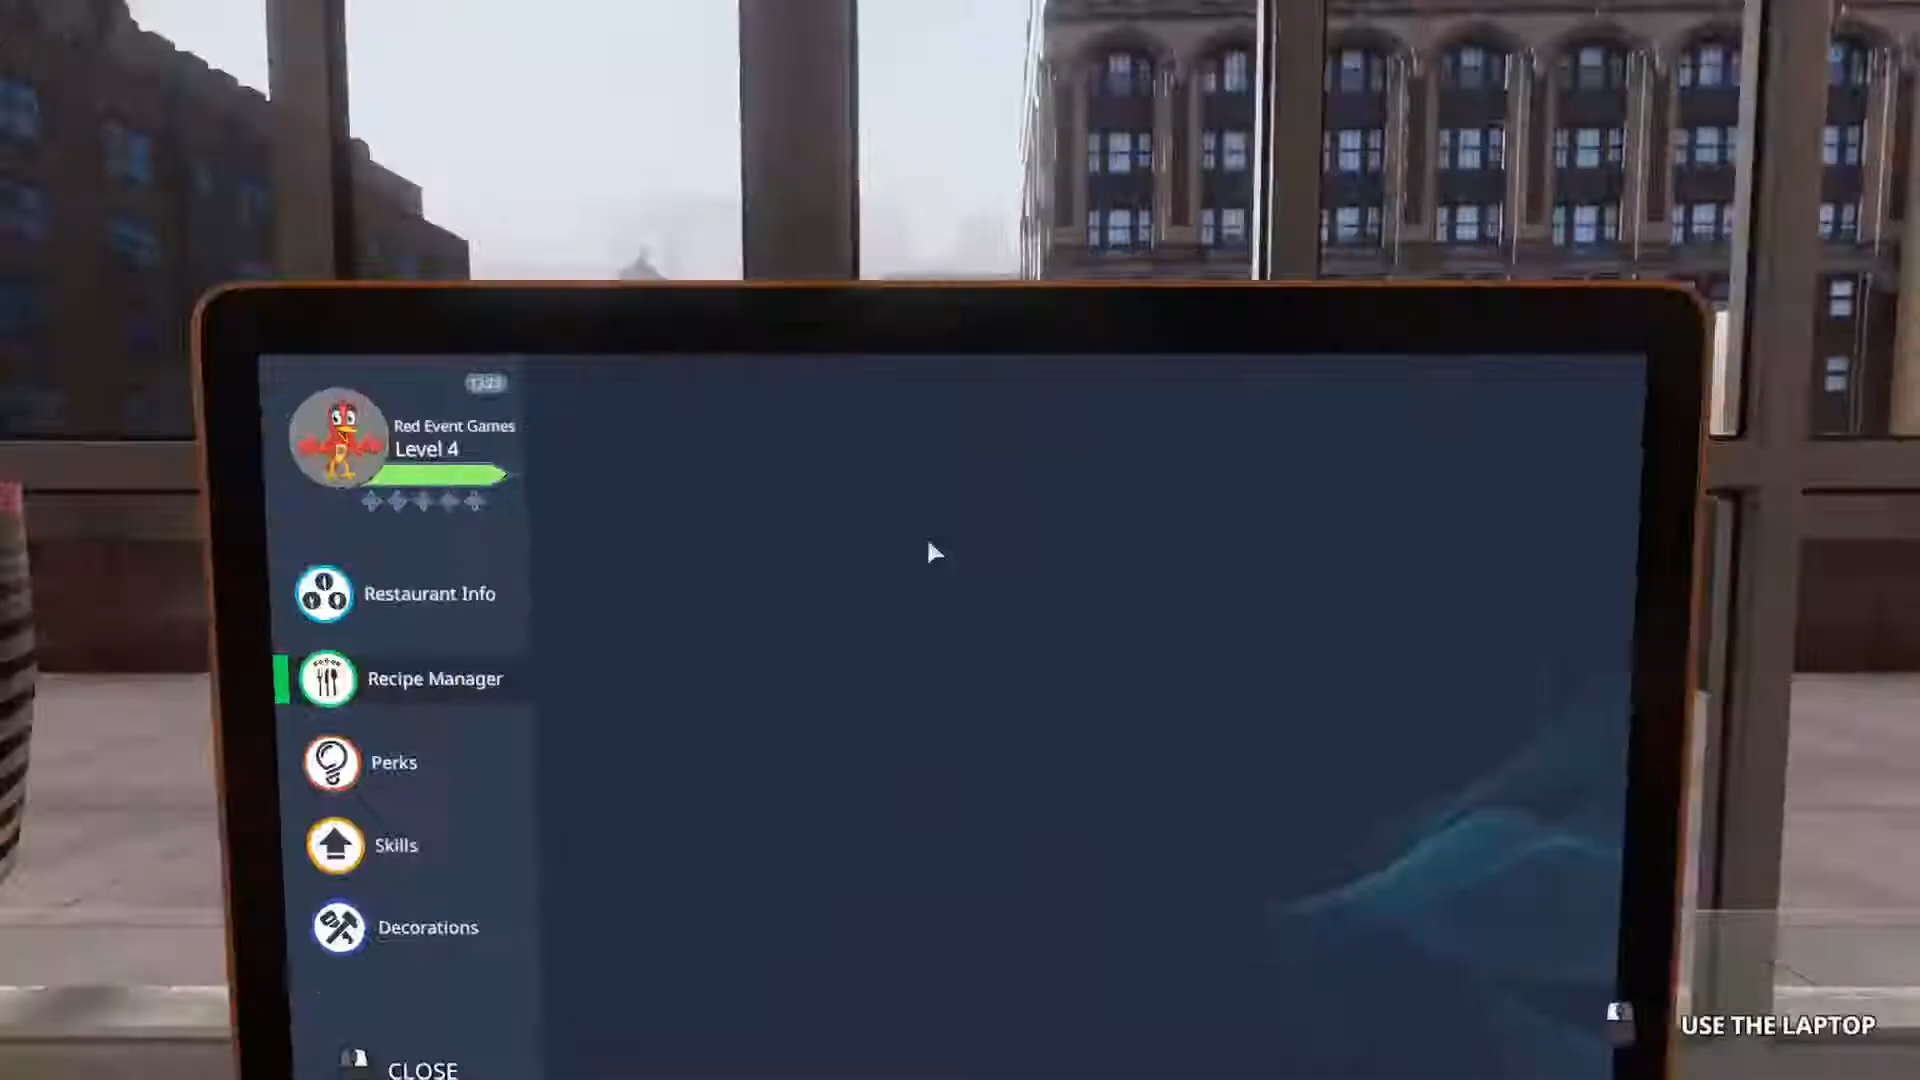 Red Event Games
Level 4
Restaurant Info
Recipe Manager
Perks
Skills
Decorations
CLOSE
USE THE LAPTOP